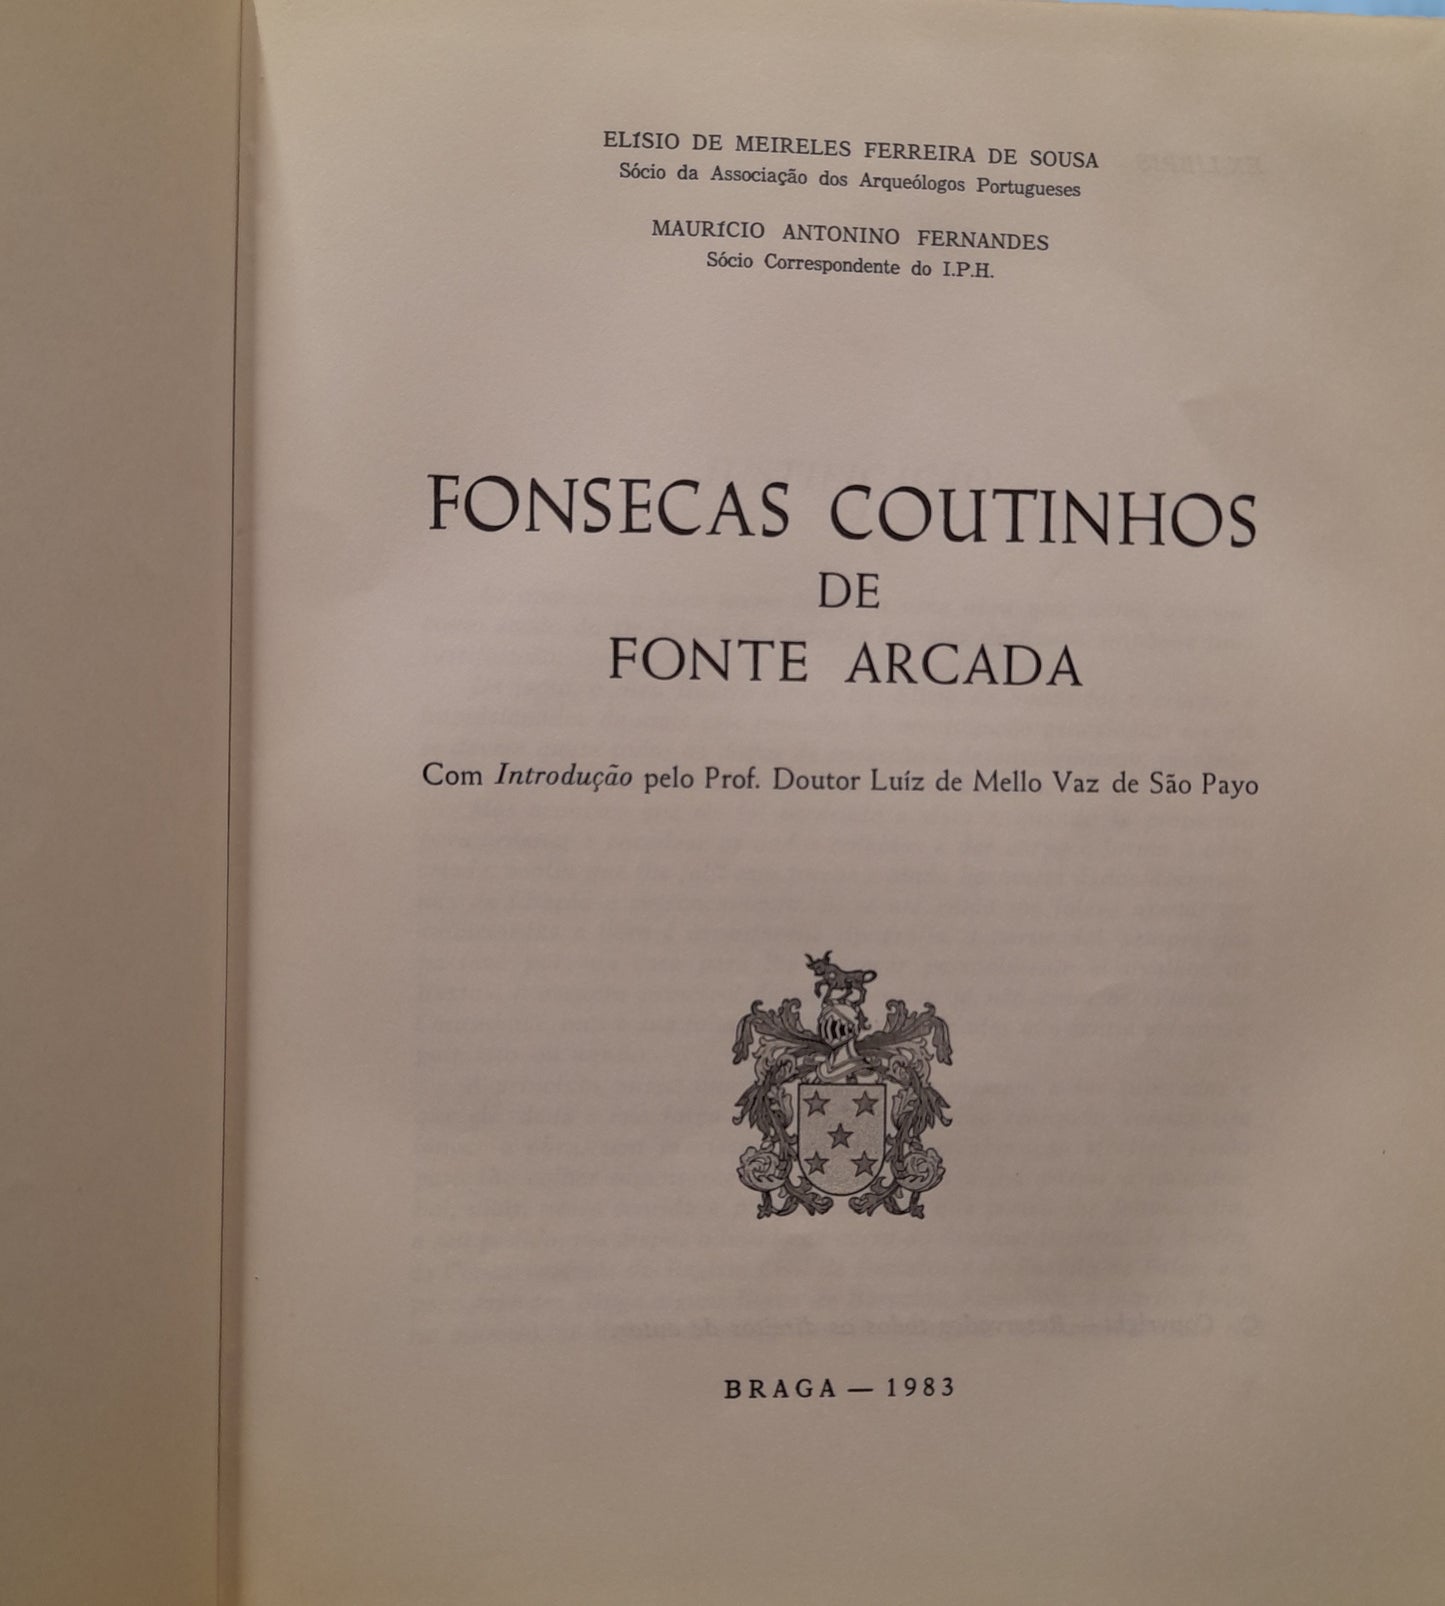 ELÍSIO DE MEIRELES FERREIRA DE SOUSA
Sócio da Associação dos Arqueólogos Portugueses
MAURÍCIO ANTONINO FERNANDES
Sócio Correspondente do I.P.H.
FONSECAS COUTINHOS
DE
FONTE ARCADA
Com Introdução pelo Prof. Doutor Luíz de Mello Vaz de São Payo
BRAGA — 1983